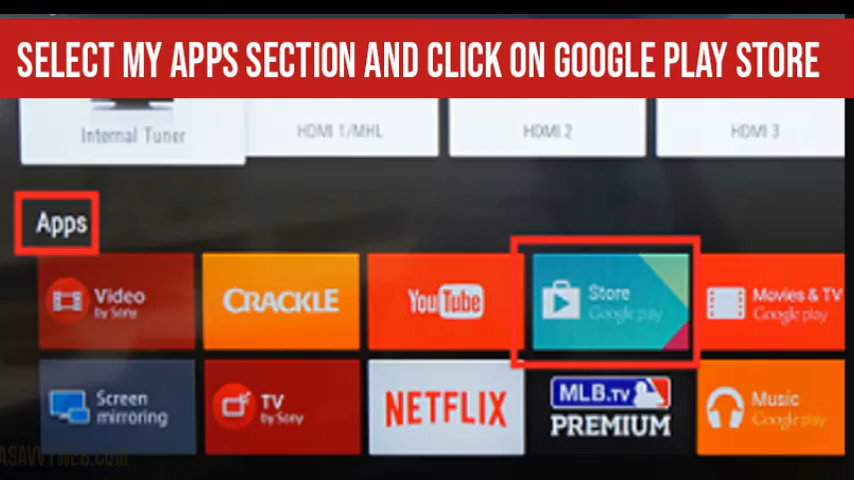 SELECT MY APPS SECTION AND CLICK ON GOOGLE PLAY STORE
Internal Tuner
HDMI 1/MHL
HDMI 2
HDMI 3
Apps
Video
by Sony
CRACKLE
YouTube
Store
Google play
Movies & TV
Google play
Screen
mirroring
TV
by Sony
NETFLIX
MLB.TV
PREMIUM
Music
Google play